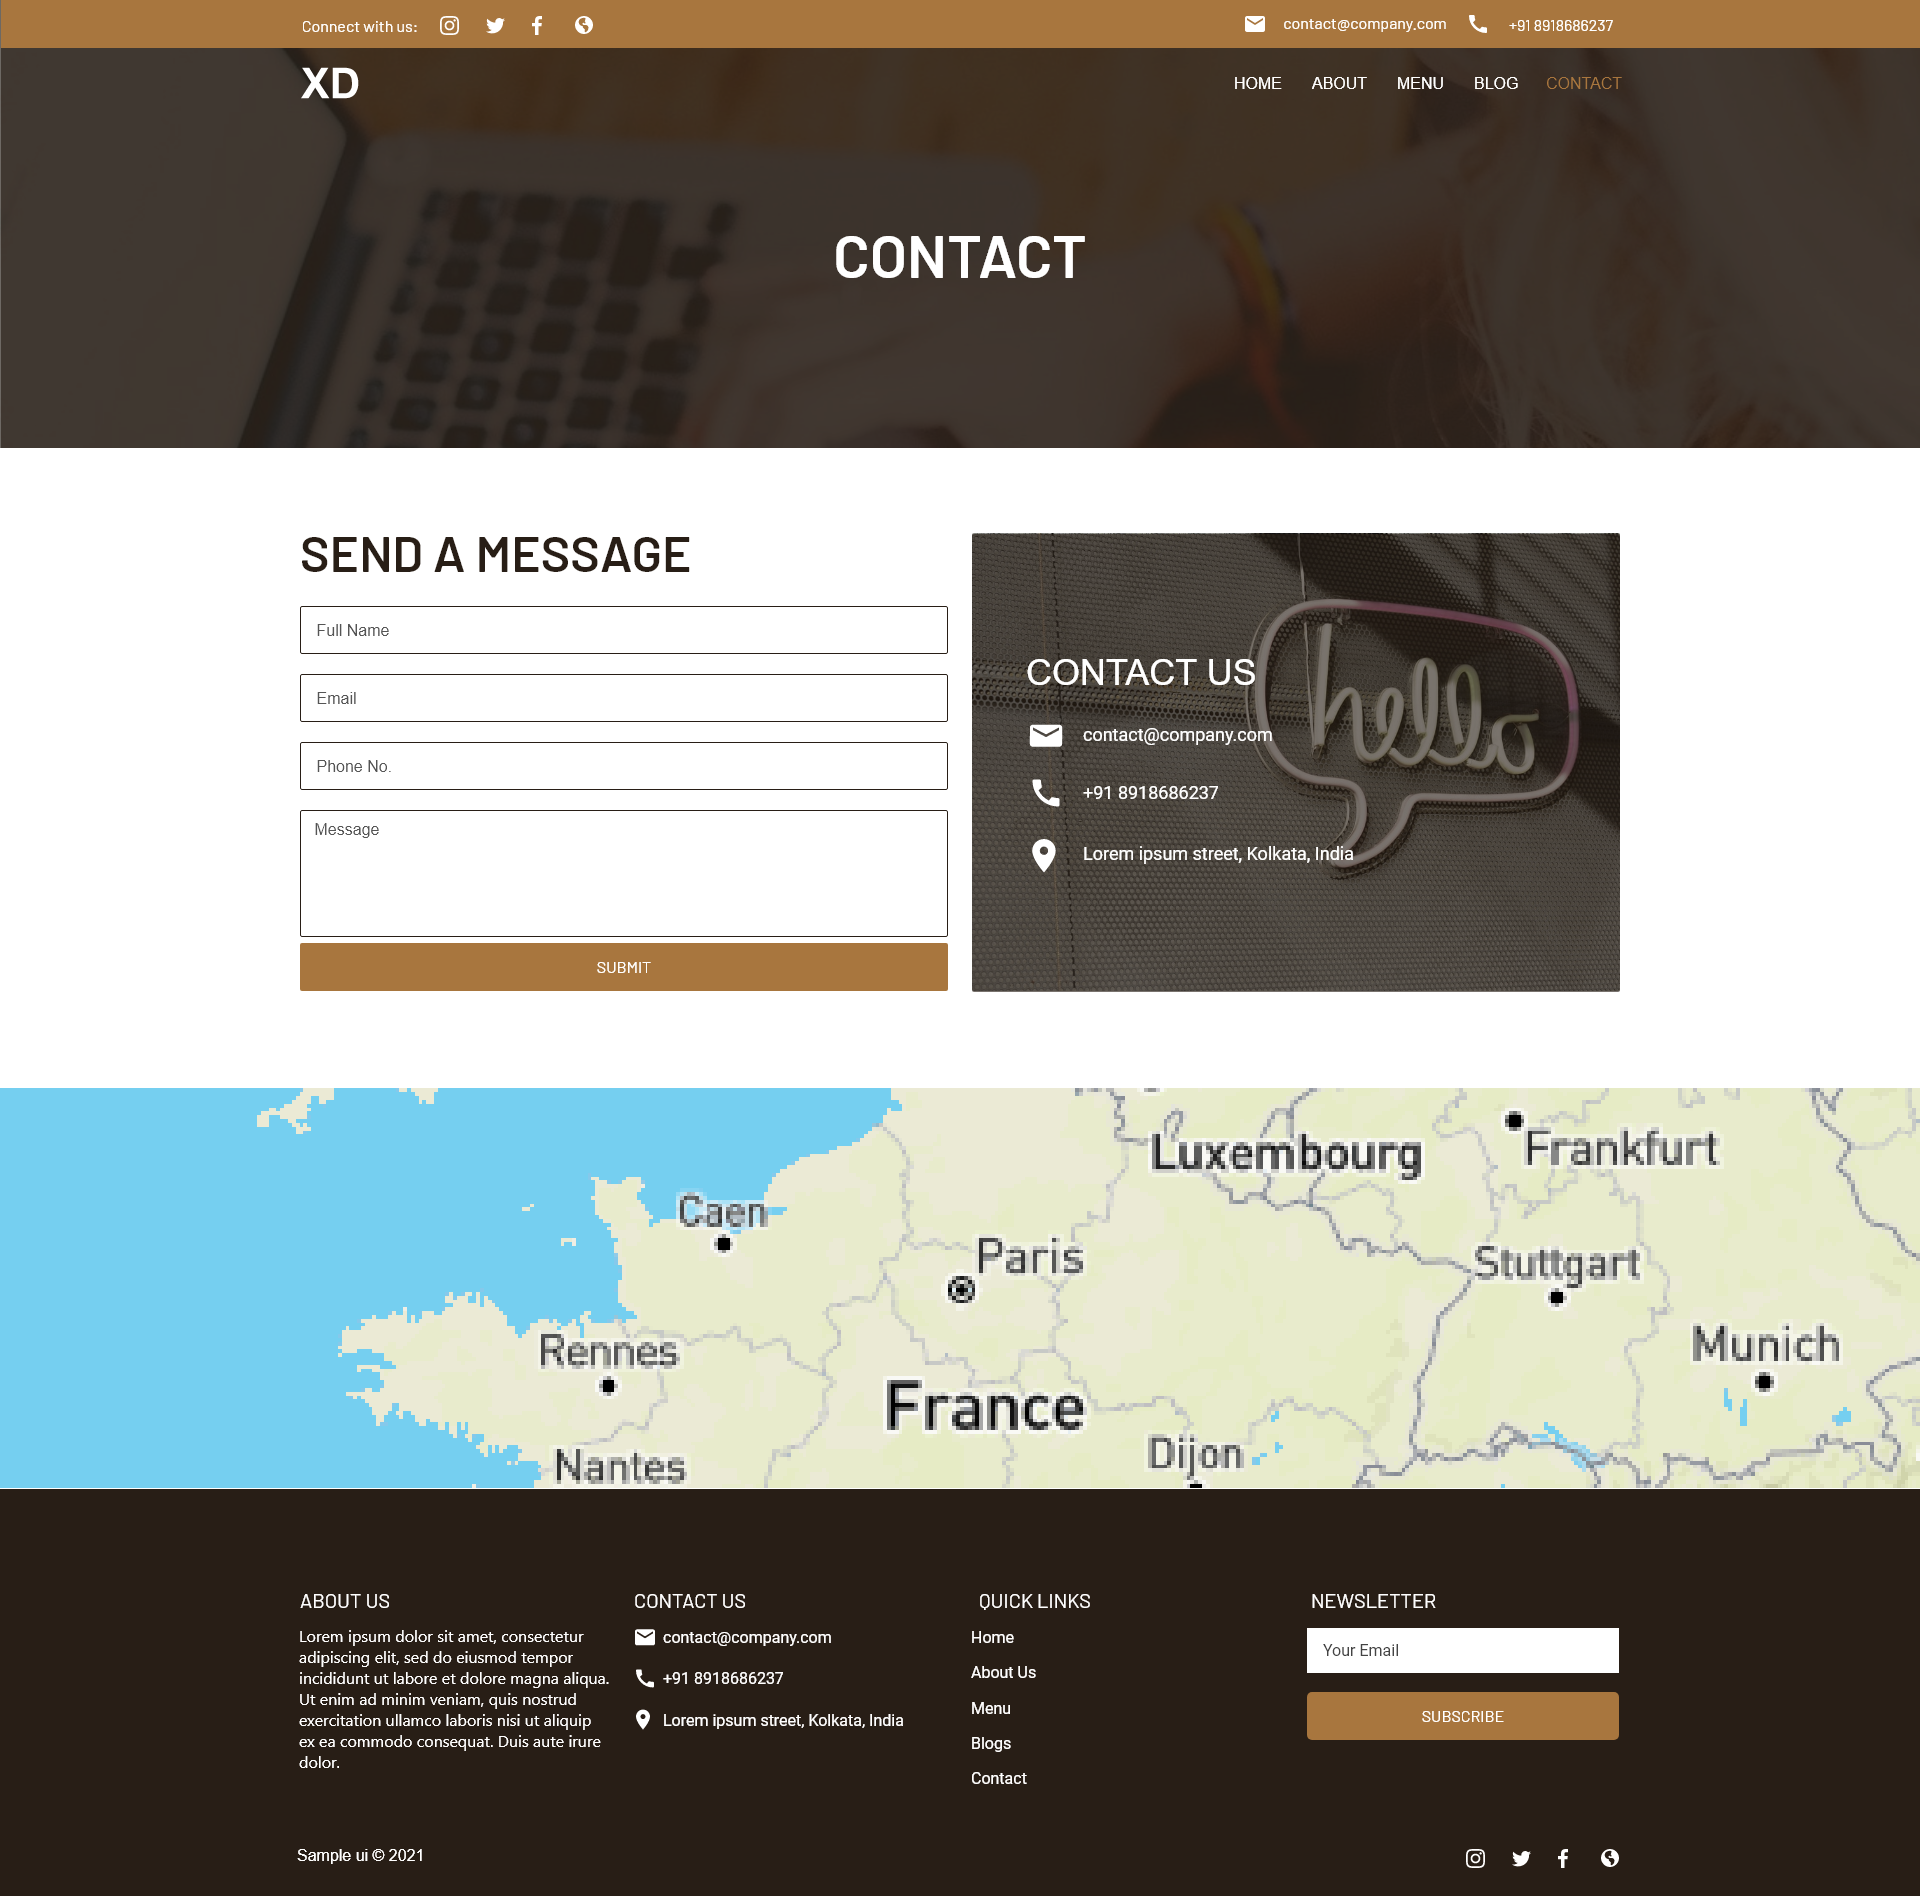 Connect with us:
contact@company.com
+91 8918686237
XD
HOME ABOUT MENU BLOG CONTACT
CONTACT
SEND A MESSAGE
Full Name
Email
Phone No.
Message
SUBMIT
hello
CONTACT US
contact@company.com
+91 8918686237
Lorem ipsum street, Kolkata, India
Luxembourg
Frankfurt
Caen
Paris
Stuttgart
Rennes
Munich
France
Dijon
Nantes
ABOUT US
Lorem ipsum dolor sit amet, consectetur
adipiscing elit, sed do eiusmod tempor
incididunt ut labore et dolore magna aliqua.
Ut enim ad minim veniam, quis nostrud
exercitation ullamco laboris nisi ut aliquip
ex ea commodo consequat. Duis aute irure
dolor.
CONTACT US
contact@company.com
+91 8918686237
Lorem ipsum street, Kolkata, India
QUICK LINKS
Home
About Us
Menu
Blogs
Contact
NEWSLETTER
Your Email
SUBSCRIBE
Sample ui © 2021